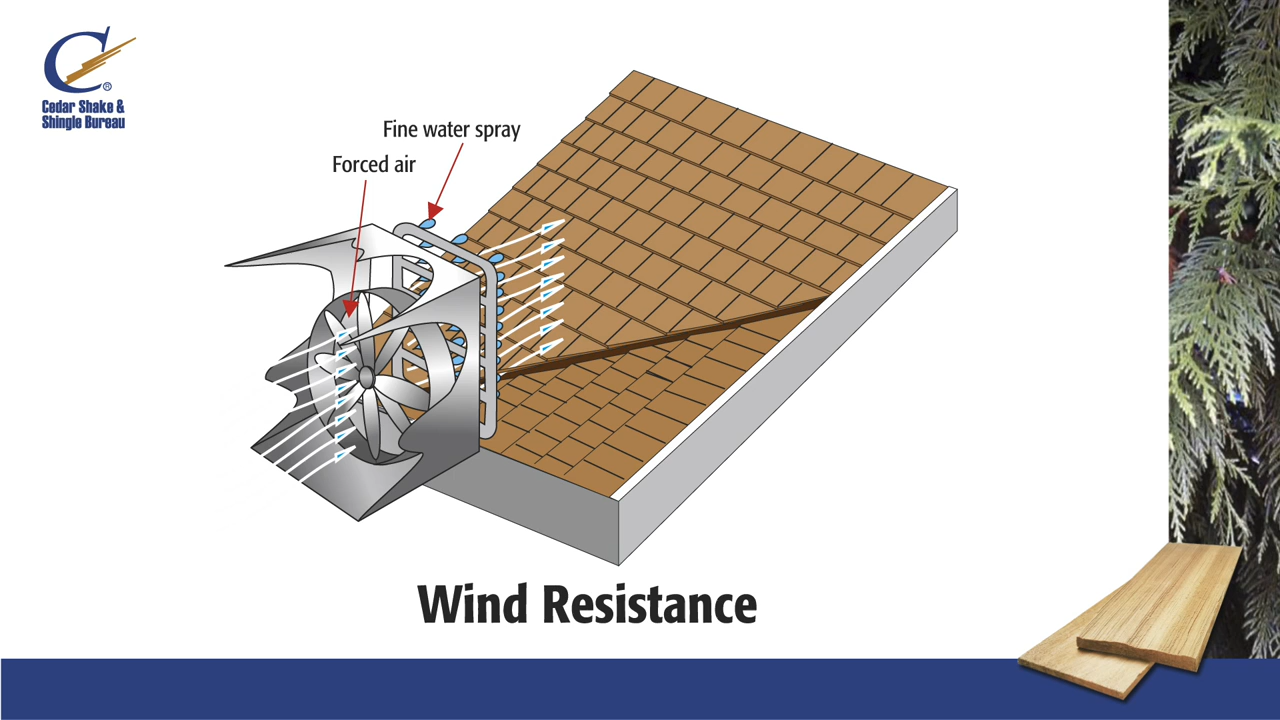 C®
Cedar Shake &
Shingle Bureau
Fine water spray
Forced air
Wind Resistance